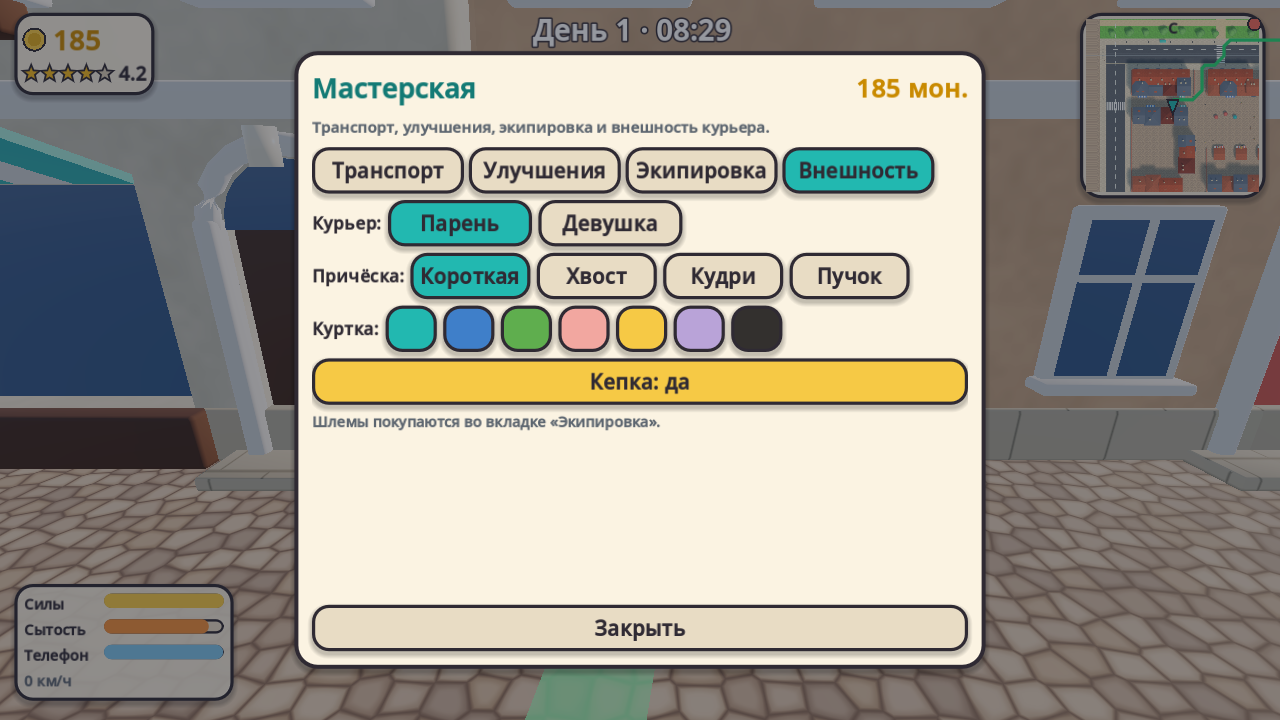 185
4.2
День 1 · 08:29
С
Мастерская
185 мон.
Транспорт, улучшения, экипировка и внешность курьера.
Транспорт Улучшения Экипировка Внешность
Курьер: Парень Девушка
Причёска: Короткая Хвост Кудри Пучок
Куртка:
Кепка: да
Шлемы покупаются во вкладке «Экипировка».
Закрыть
Силы
Сытость
Телефон
0 км/ч